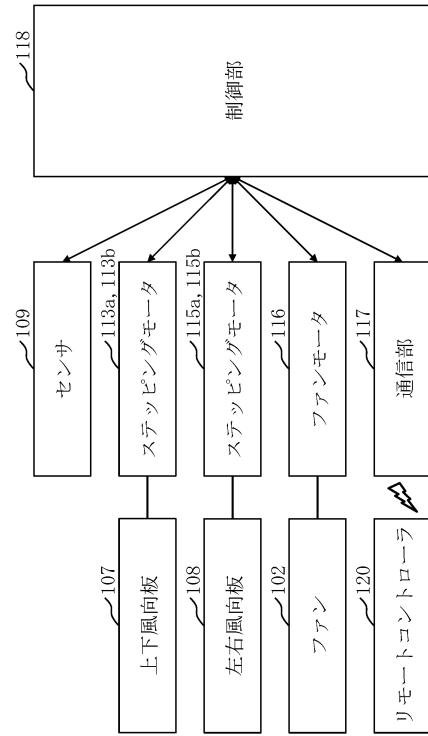 118
制御部
109
センサ
113a, 113b
ステッピングモータ
115a, 115b
ステッピングモータ
116
ファンモータ
117
通信部
107
上下風向板
108
左右風向板
102
ファン
120
リモートコントローラ